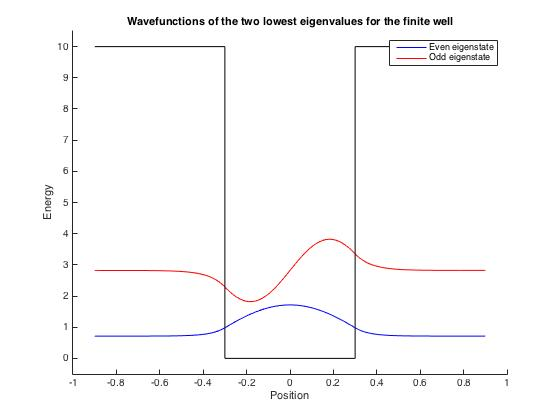 Wavefunctions of the two lowest eigenvalues for the finite well
Even eigenstate
Odd eigenstate
10
9
8
7
6
5
4
3
2
1
0
Energy
-1 -0.8 -0.6 -0.4 -0.2 0 0.2 0.4 0.6 0.8 1
Position